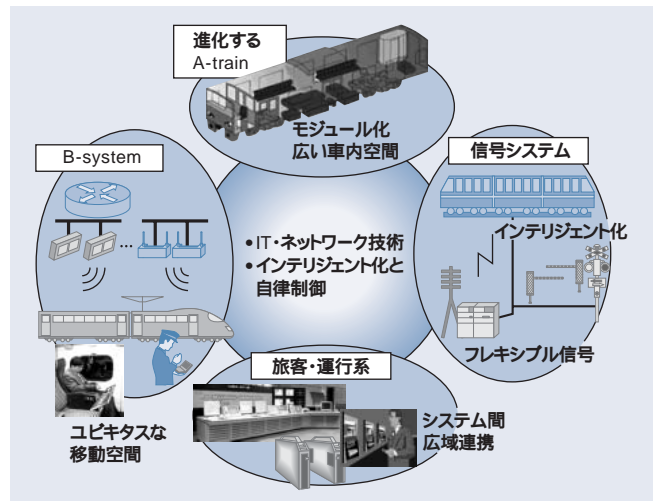 進化する
A-train
モジュール化
広い車内空間
B-system
信号システム
インテリジェント化
…
•IT・ネットワーク技術
•インテリジェント化と
自律制御
フレキシブル信号
旅客・運行系
システム間
広域連携
ユビキタスな
移動空間